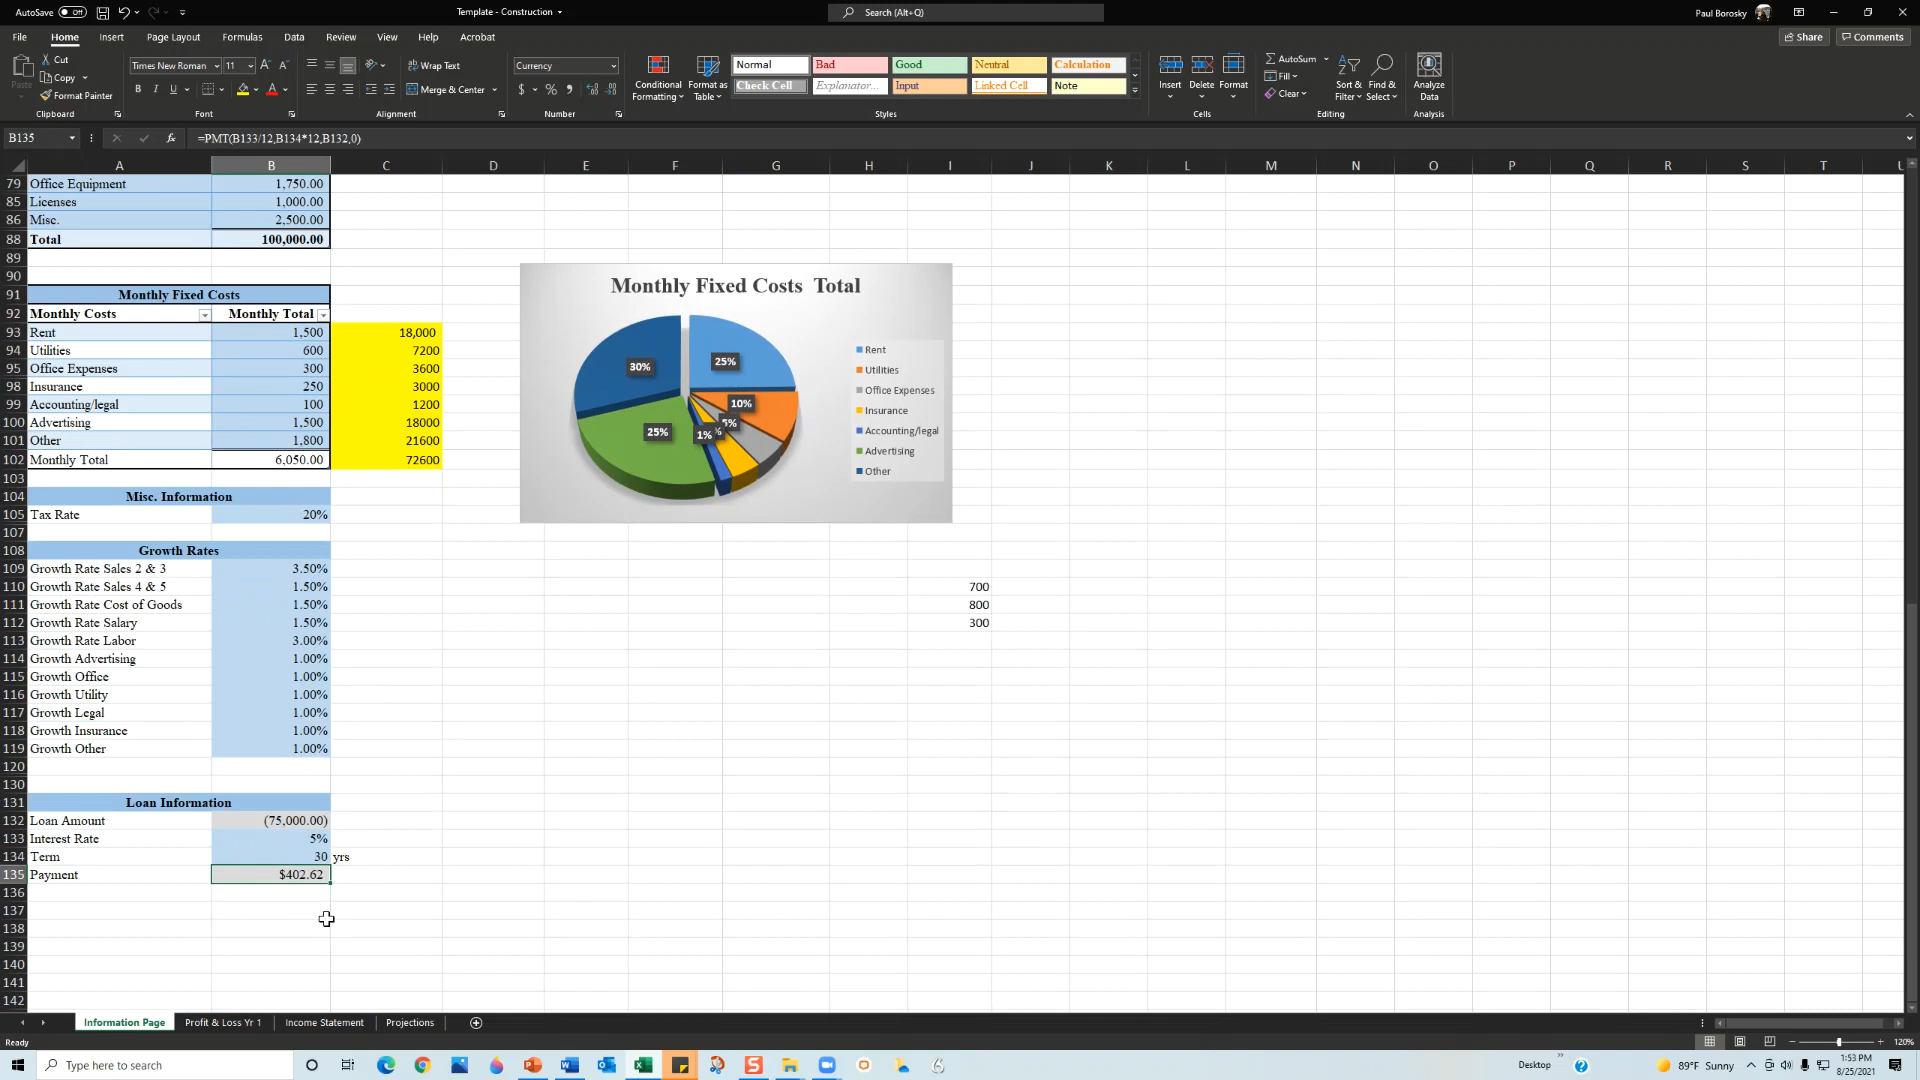 AutoSave Off Template - Construction Search (Alt+Q) Paul Borosky
File Home Insert Page Layout Formulas Data Review View Help Acrobat Share Comments
Paste Cut Copy Format Painter Clipboard
Times New Roman 11 B I U Font
Wrap Text Merge & Center Alignment
Currency $ % Number
Conditional Formatting Format as Table
Normal Bad Good Neutral Calculation
Check Cell Explanator... Input Linked Cell Note
Styles
Insert Delete Format Cells
AutoSum Fill Clear Sort & Filter Find & Select Editing
Analyze Data Analysis
B135 fx =PMT(B133/12,B134*12,B132,0)
A B C D E F G H I J K L M N O P Q R S T U
79 Office Equipment 1,750.00
85 Licenses 1,000.00
86 Misc. 2,500.00
88 Total 100,000.00
89
90
91 Monthly Fixed Costs
92 Monthly Costs Monthly Total
93 Rent 1,500 18,000
94 Utilities 600 7200
95 Office Expenses 300 3600
98 Insurance 250 3000
99 Accounting/legal 100 1200
100 Advertising 1,500 18000
101 Other 1,800 21600
102 Monthly Total 6,050.00 72600
103
104 Misc. Information
105 Tax Rate 20%
107
108 Growth Rates
109 Growth Rate Sales 2 & 3 3.50%
110 Growth Rate Sales 4 & 5 1.50% 700
111 Growth Rate Cost of Goods 1.50% 800
112 Growth Rate Salary 1.50% 300
113 Growth Rate Labor 3.00%
114 Growth Advertising 1.00%
115 Growth Office 1.00%
116 Growth Utility 1.00%
117 Growth Legal 1.00%
118 Growth Insurance 1.00%
119 Growth Other 1.00%
120
130
131 Loan Information
132 Loan Amount (75,000.00)
133 Interest Rate 5%
134 Term 30 yrs
135 Payment $402.62
136
137
138
139
140
141
142
Monthly Fixed Costs Total
30% 25% 10% 5% % 1% 25%
Rent
Utilities
Office Expenses
Insurance
Accounting/legal
Advertising
Other
Information Page Profit & Loss Yr 1 Income Statement Projections
Ready 120%
Type here to search Desktop 89°F Sunny 1:53 PM
8/25/2021